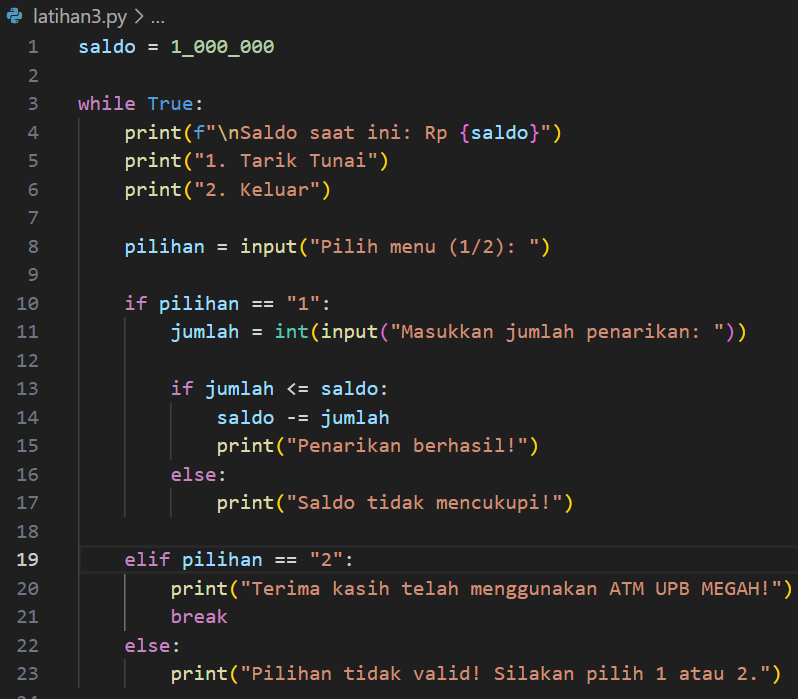 latihan3.py > ...
1 saldo = 1_000_000
2
3 while True:
4     print(f"\nSaldo saat ini: Rp {saldo}")
5     print("1. Tarik Tunai")
6     print("2. Keluar")
7
8     pilihan = input("Pilih menu (1/2): ")
9
10     if pilihan == "1":
11         jumlah = int(input("Masukkan jumlah penarikan: "))
12
13         if jumlah <= saldo:
14             saldo -= jumlah
15             print("Penarikan berhasil!")
16         else:
17             print("Saldo tidak mencukupi!")
18
19     elif pilihan == "2":
20         print("Terima kasih telah menggunakan ATM UPB MEGAH!")
21         break
22     else:
23         print("Pilihan tidak valid! Silakan pilih 1 atau 2.")